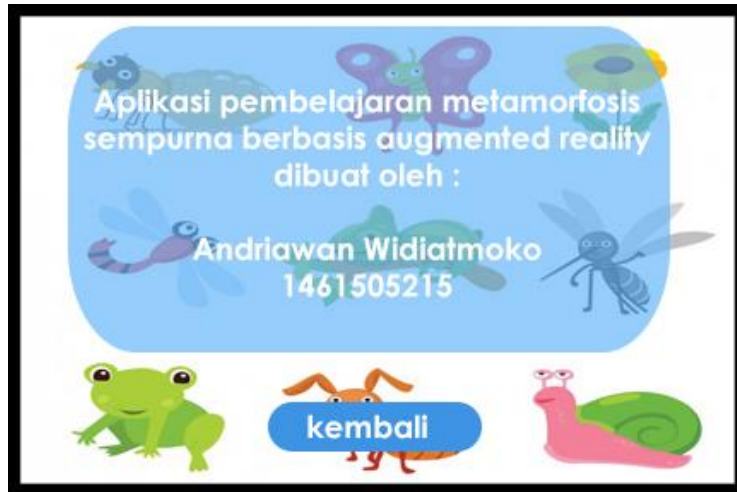 Aplikasi pembelajaran metamorfosis
sempurna berbasis augmented reality
dibuat oleh :
Andriawan Widiatmoko
1461505215
kembali